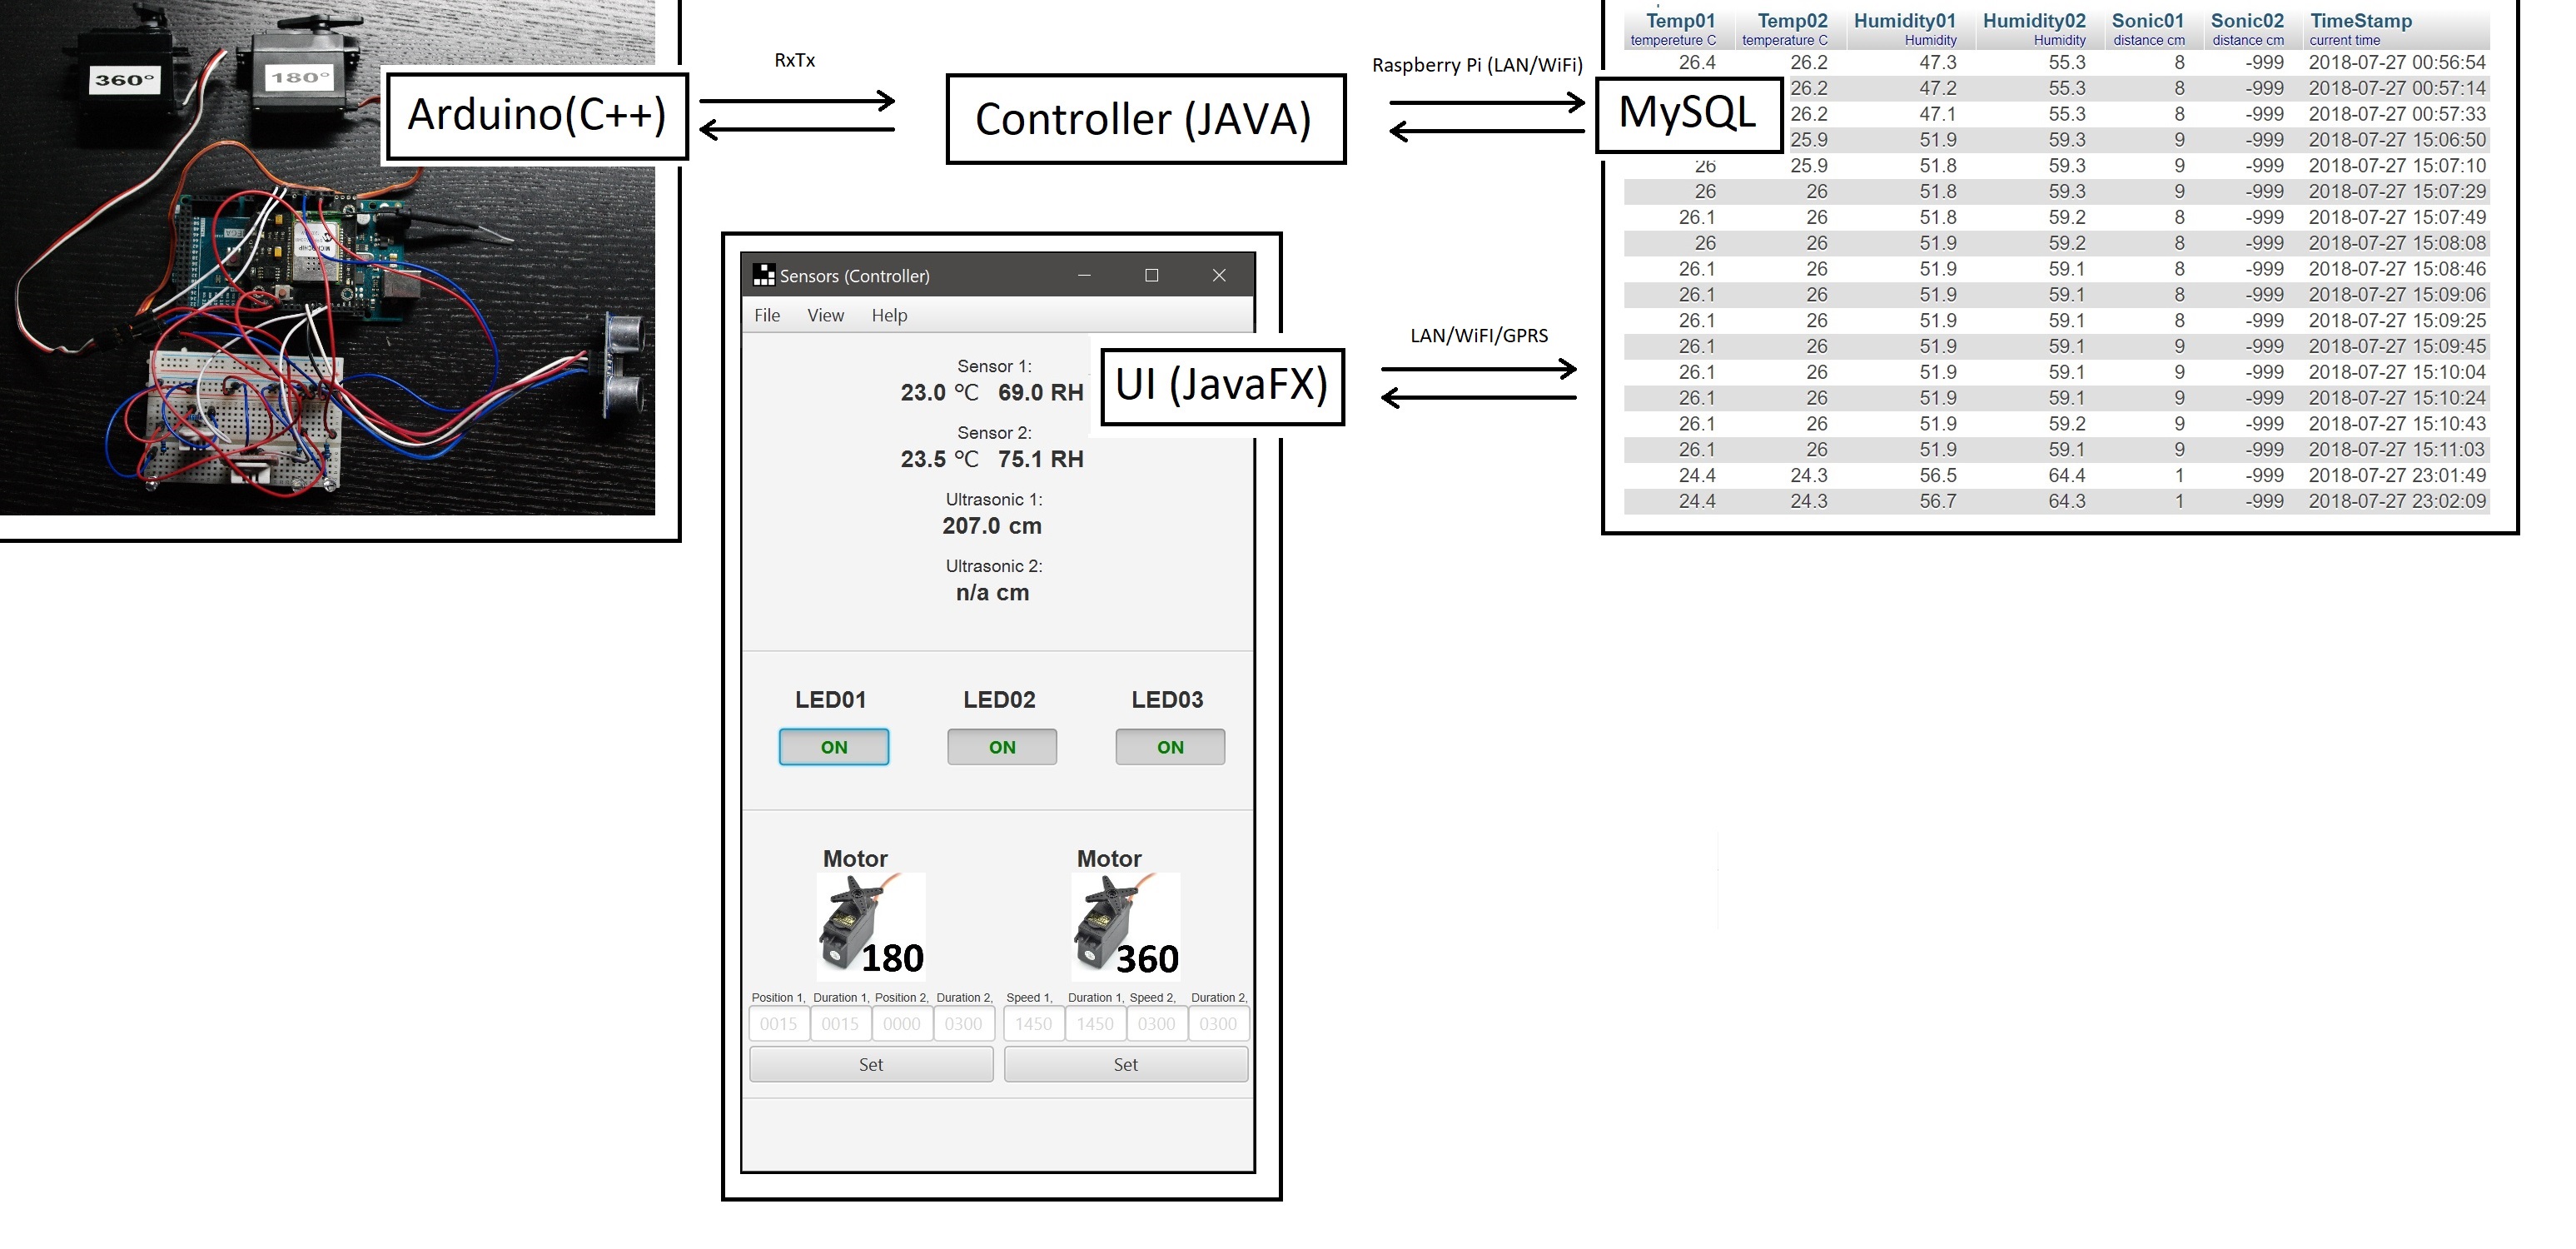 360°
180°
Arduino(C++)
RxTx
Controller (JAVA)
Raspberry Pi (LAN/WiFi)
MySQL
Temp01 Temp02 Humidity01 Humidity02 Sonic01 Sonic02 TimeStamp
tempereture C temperature C Humidity Humidity distance cm distance cm current time
26.4 26.2 47.3 55.3 8 -999 2018-07-27 00:56:54
26.2 47.2 55.3 8 -999 2018-07-27 00:57:14
26.2 47.1 55.3 8 -999 2018-07-27 00:57:33
25.9 51.9 59.3 9 -999 2018-07-27 15:06:50
26 25.9 51.8 59.3 9 -999 2018-07-27 15:07:10
26 26 51.8 59.3 9 -999 2018-07-27 15:07:29
26.1 26 51.8 59.2 8 -999 2018-07-27 15:07:49
26 26 51.9 59.2 8 -999 2018-07-27 15:08:08
26.1 26 51.9 59.1 8 -999 2018-07-27 15:08:46
26.1 26 51.9 59.1 8 -999 2018-07-27 15:09:06
26.1 26 51.9 59.1 8 -999 2018-07-27 15:09:25
26.1 26 51.9 59.1 9 -999 2018-07-27 15:09:45
26.1 26 51.9 59.1 9 -999 2018-07-27 15:10:04
26.1 26 51.9 59.1 9 -999 2018-07-27 15:10:24
26.1 26 51.9 59.2 9 -999 2018-07-27 15:10:43
26.1 26 51.9 59.1 9 -999 2018-07-27 15:11:03
24.4 24.3 56.5 64.4 1 -999 2018-07-27 23:01:49
24.4 24.3 56.7 64.3 1 -999 2018-07-27 23:02:09
Sensors (Controller)
File View Help
UI (JavaFX)
LAN/WiFI/GPRS
Sensor 1:
23.0 °C 69.0 RH
Sensor 2:
23.5 °C 75.1 RH
Ultrasonic 1:
207.0 cm
Ultrasonic 2:
n/a cm
LED01 LED02 LED03
ON ON ON
Motor Motor
180 360
Position 1, Duration 1, Position 2, Duration 2, Speed 1, Duration 1, Speed 2, Duration 2,
0015 0015 0000 0300 1450 1450 0300 0300
Set Set